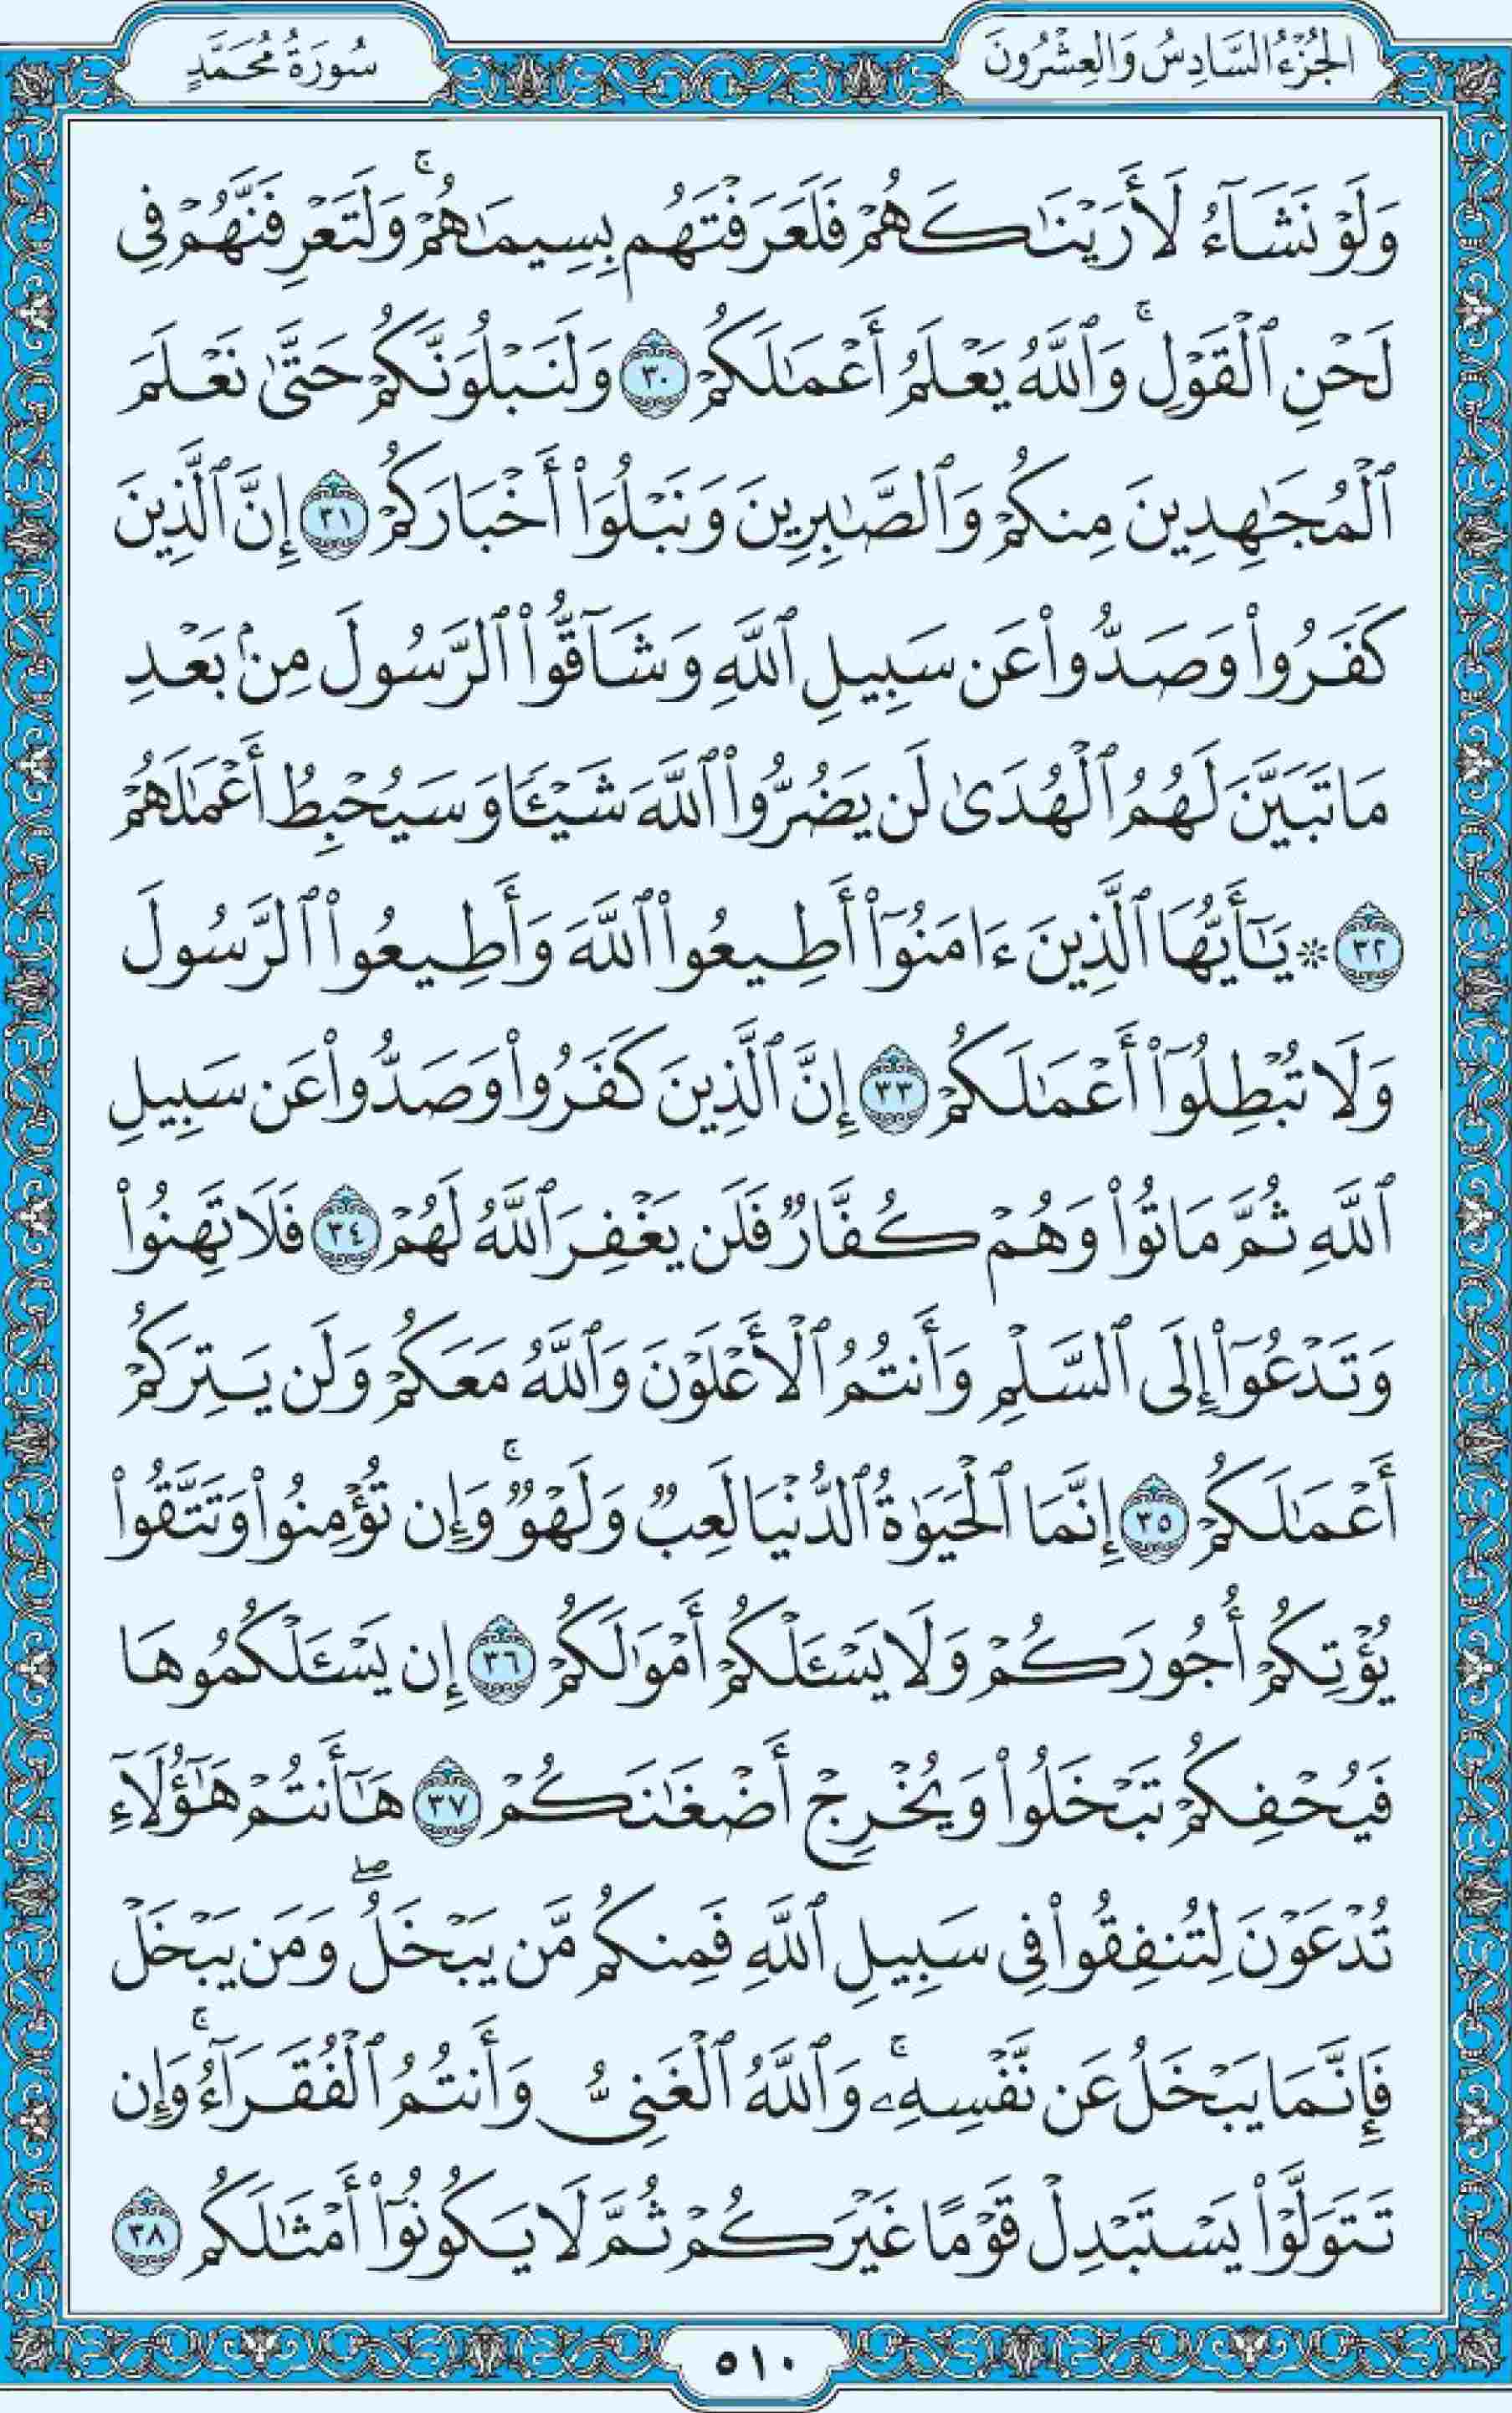 الجُزْءُ السَّادِسُ وَالعِشْرُونَ
سُورَةُ مُحَمَّدٍ
وَلَوْ نَشَآءُ لَأَرَيْنَٰكَهُمْ فَلَعَرَفْتَهُم بِسِيمَٰهُمْۚ وَلَتَعْرِفَنَّهُمْ فِى
لَحْنِ ٱلْقَوْلِۚ وَٱللَّهُ يَعْلَمُ أَعْمَٰلَكُمْ ٣٠ وَلَنَبْلُوَنَّكُمْ حَتَّىٰ نَعْلَمَ
ٱلْمُجَٰهِدِينَ مِنكُمْ وَٱلصَّٰبِرِينَ وَنَبْلُوَا۟ أَخْبَارَكُمْ ٣١ إِنَّ ٱلَّذِينَ
كَفَرُوا۟ وَصَدُّوا۟ عَن سَبِيلِ ٱللَّهِ وَشَآقُّوا۟ ٱلرَّسُولَ مِنۢ بَعْدِ
مَا تَبَيَّنَ لَهُمُ ٱلْهُدَىٰ لَن يَضُرُّوا۟ ٱللَّهَ شَيْـًٔا وَسَيُحْبِطُ أَعْمَٰلَهُمْ
٣٢ ۞ يَٰٓأَيُّهَا ٱلَّذِينَ ءَامَنُوٓا۟ أَطِيعُوا۟ ٱللَّهَ وَأَطِيعُوا۟ ٱلرَّسُولَ
وَلَا تُبْطِلُوٓا۟ أَعْمَٰلَكُمْ ٣٣ إِنَّ ٱلَّذِينَ كَفَرُوا۟ وَصَدُّوا۟ عَن سَبِيلِ
ٱللَّهِ ثُمَّ مَاتُوا۟ وَهُمْ كُفَّارٌ فَلَن يَغْفِرَ ٱللَّهُ لَهُمْ ٣٤ فَلَا تَهِنُوا۟
وَتَدْعُوٓا۟ إِلَى ٱلسَّلْمِ وَأَنتُمُ ٱلْأَعْلَوْنَ وَٱللَّهُ مَعَكُمْ وَلَن يَتِرَكُمْ
أَعْمَٰلَكُمْ ٣٥ إِنَّمَا ٱلْحَيَوٰةُ ٱلدُّنْيَا لَعِبٌ وَلَهْوٌۚ وَإِن تُؤْمِنُوا۟ وَتَتَّقُوا۟
يُؤْتِكُمْ أُجُورَكُمْ وَلَا يَسْـَٔلْكُمْ أَمْوَٰلَكُمْ ٣٦ إِن يَسْـَٔلْكُمُوهَا
فَيُحْفِكُمْ تَبْخَلُوا۟ وَيُخْرِجْ أَضْغَٰنَكُمْ ٣٧ هَٰٓأَنتُمْ هَٰٓؤُلَآءِ
تُدْعَوْنَ لِتُنفِقُوا۟ فِى سَبِيلِ ٱللَّهِ فَمِنكُم مَّن يَبْخَلُۖ وَمَن يَبْخَلْ
فَإِنَّمَا يَبْخَلُ عَن نَّفْسِهِۦۚ وَٱللَّهُ ٱلْغَنِىُّ وَأَنتُمُ ٱلْفُقَرَآءُۚ وَإِن
تَتَوَلَّوْا۟ يَسْتَبْدِلْ قَوْمًا غَيْرَكُمْ ثُمَّ لَا يَكُونُوٓا۟ أَمْثَٰلَكُم ٣٨
٥١٠